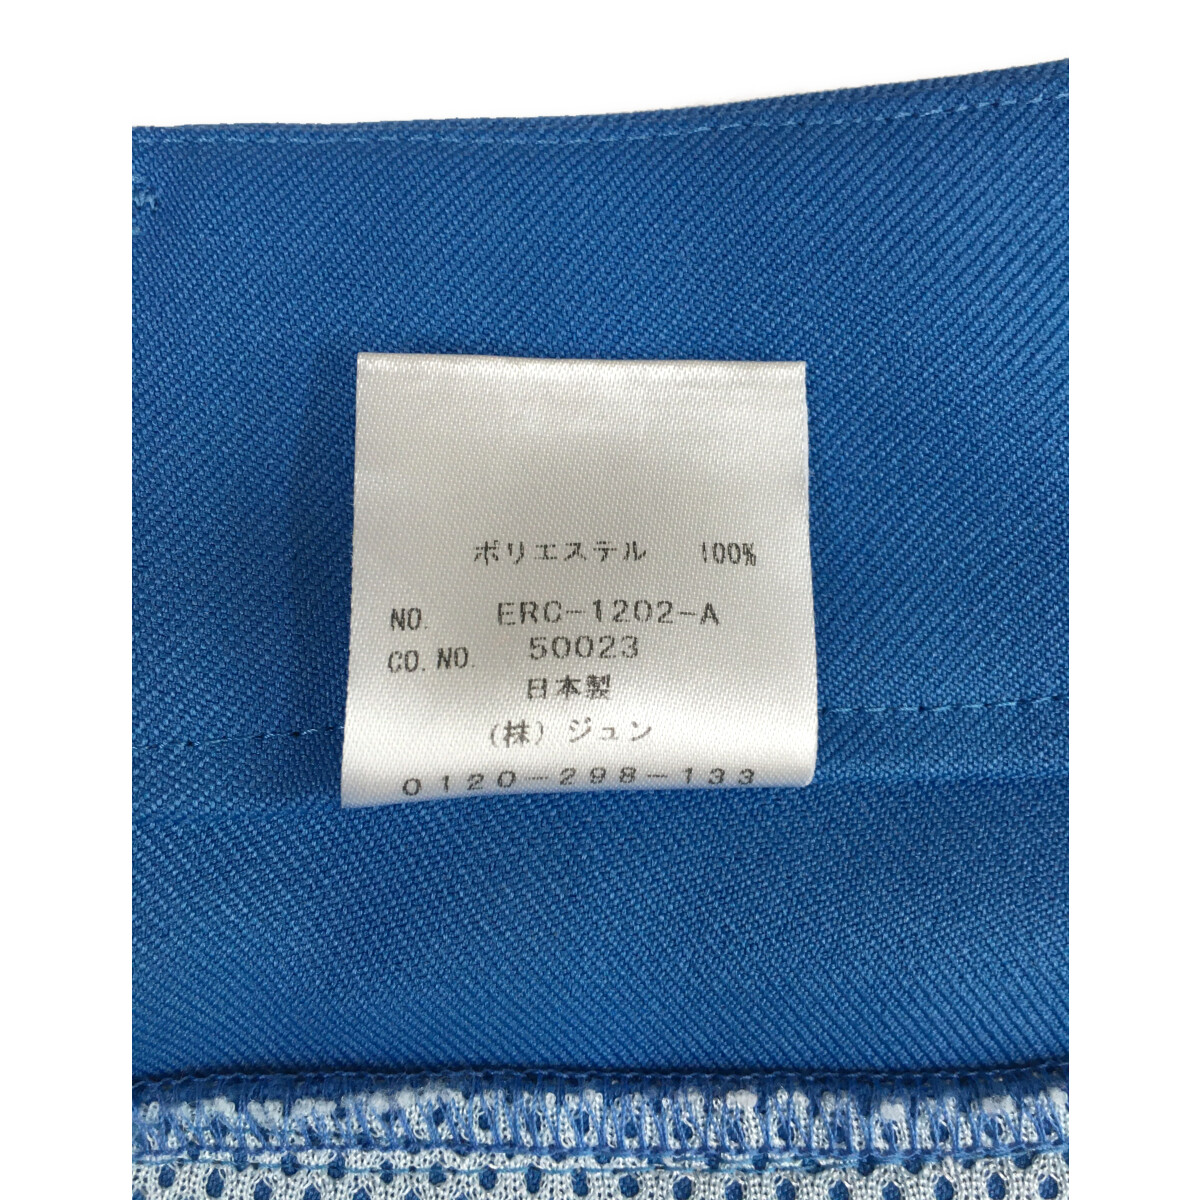 ポリエステル 100%
NO. ERC-1202-A
CO.NO. 50023
日本製
(株)ジュン
0120-298-133